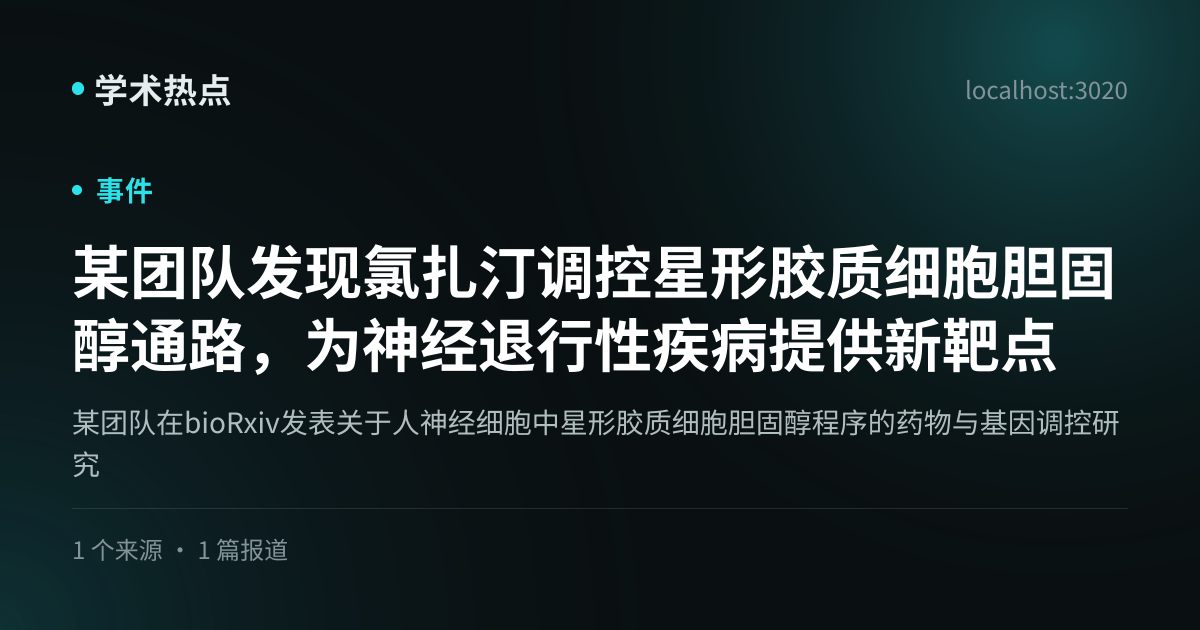 学术热点
localhost:3020
事件
某团队发现氯扎汀调控星形胶质细胞胆固
醇通路，为神经退行性疾病提供新靶点
某团队在bioRxiv发表关于人神经细胞中星形胶质细胞胆固醇程序的药物与基因调控研
究
1 个来源 · 1 篇报道